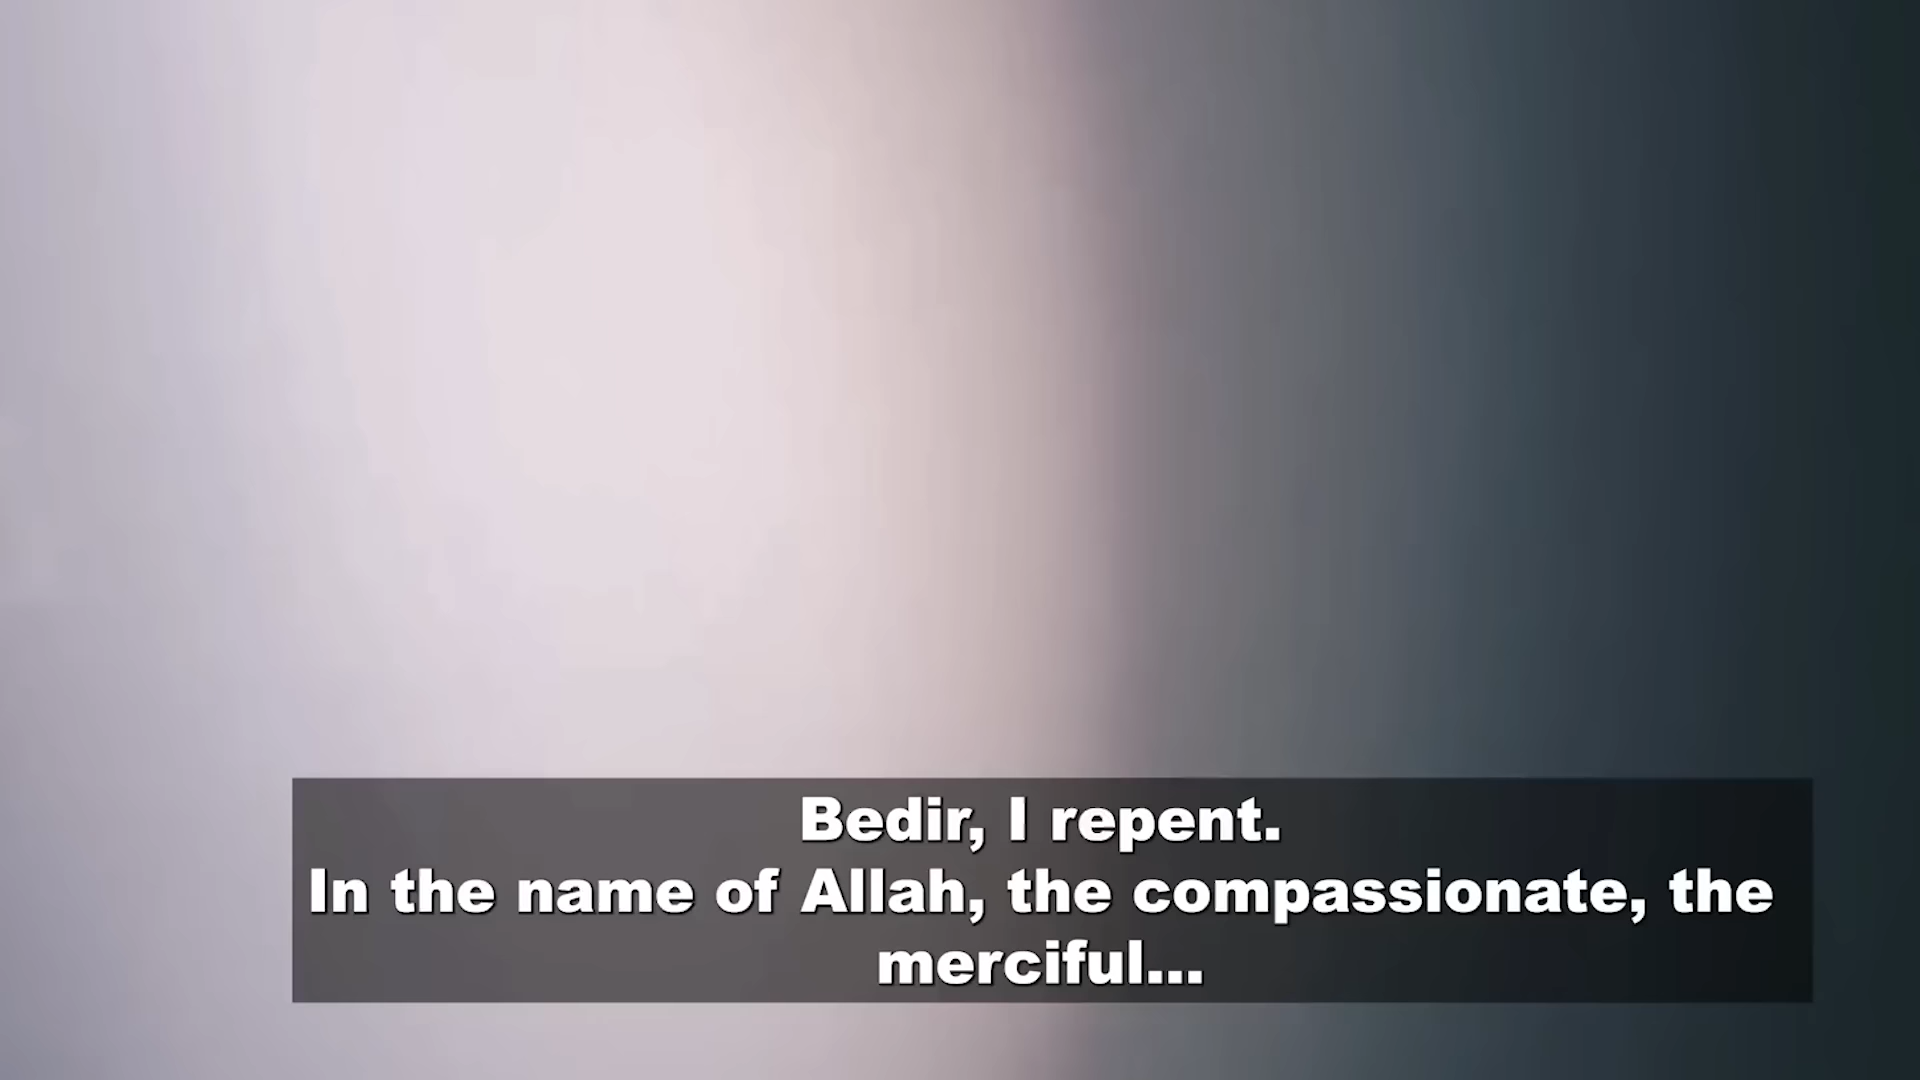 Bedir, I repent.
In the name of Allah, the compassionate, the
merciful...